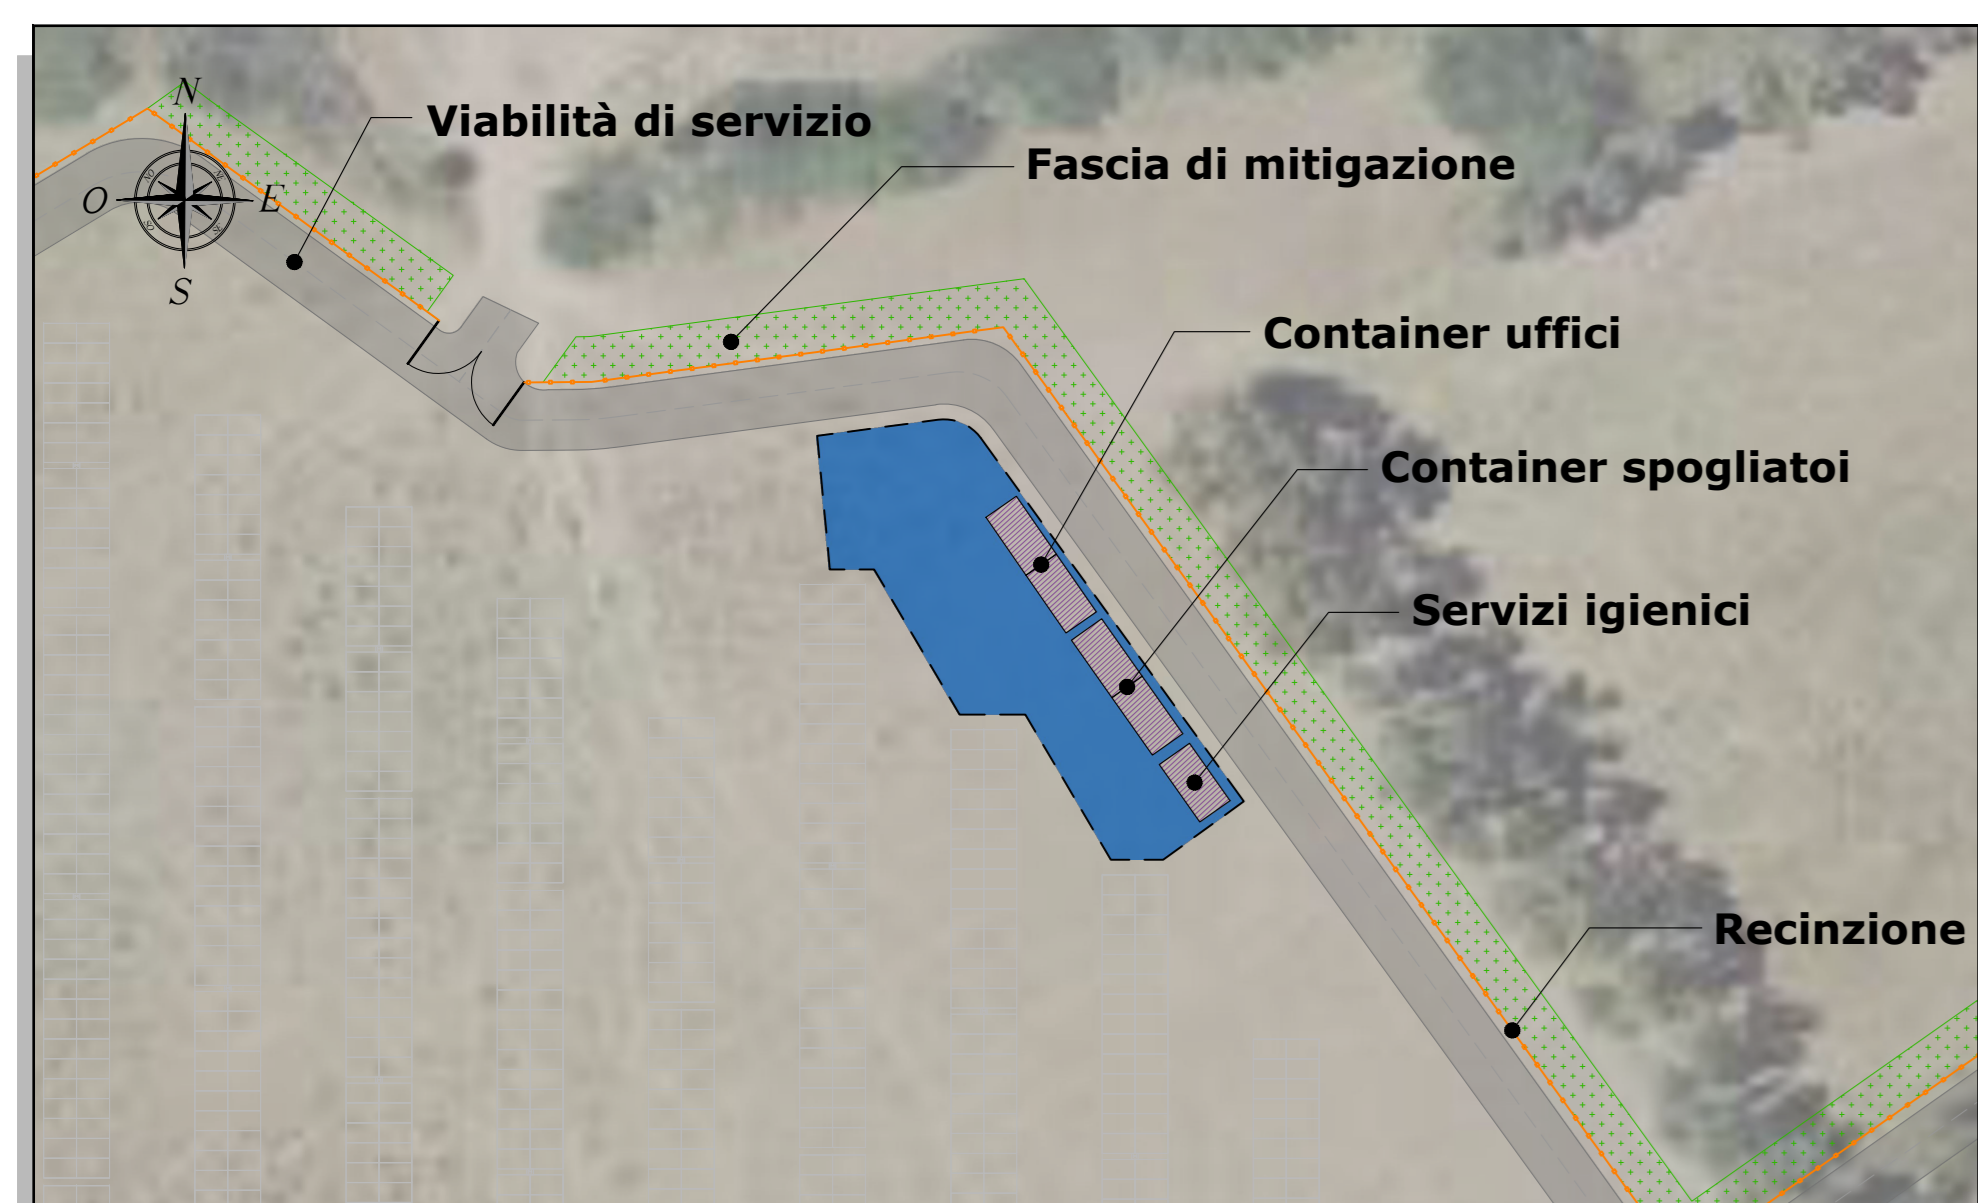 N
Viabilità di servizio
Fascia di mitigazione
O
E
S
Container uffici
Container spogliatoi
Servizi igienici
Recinzione